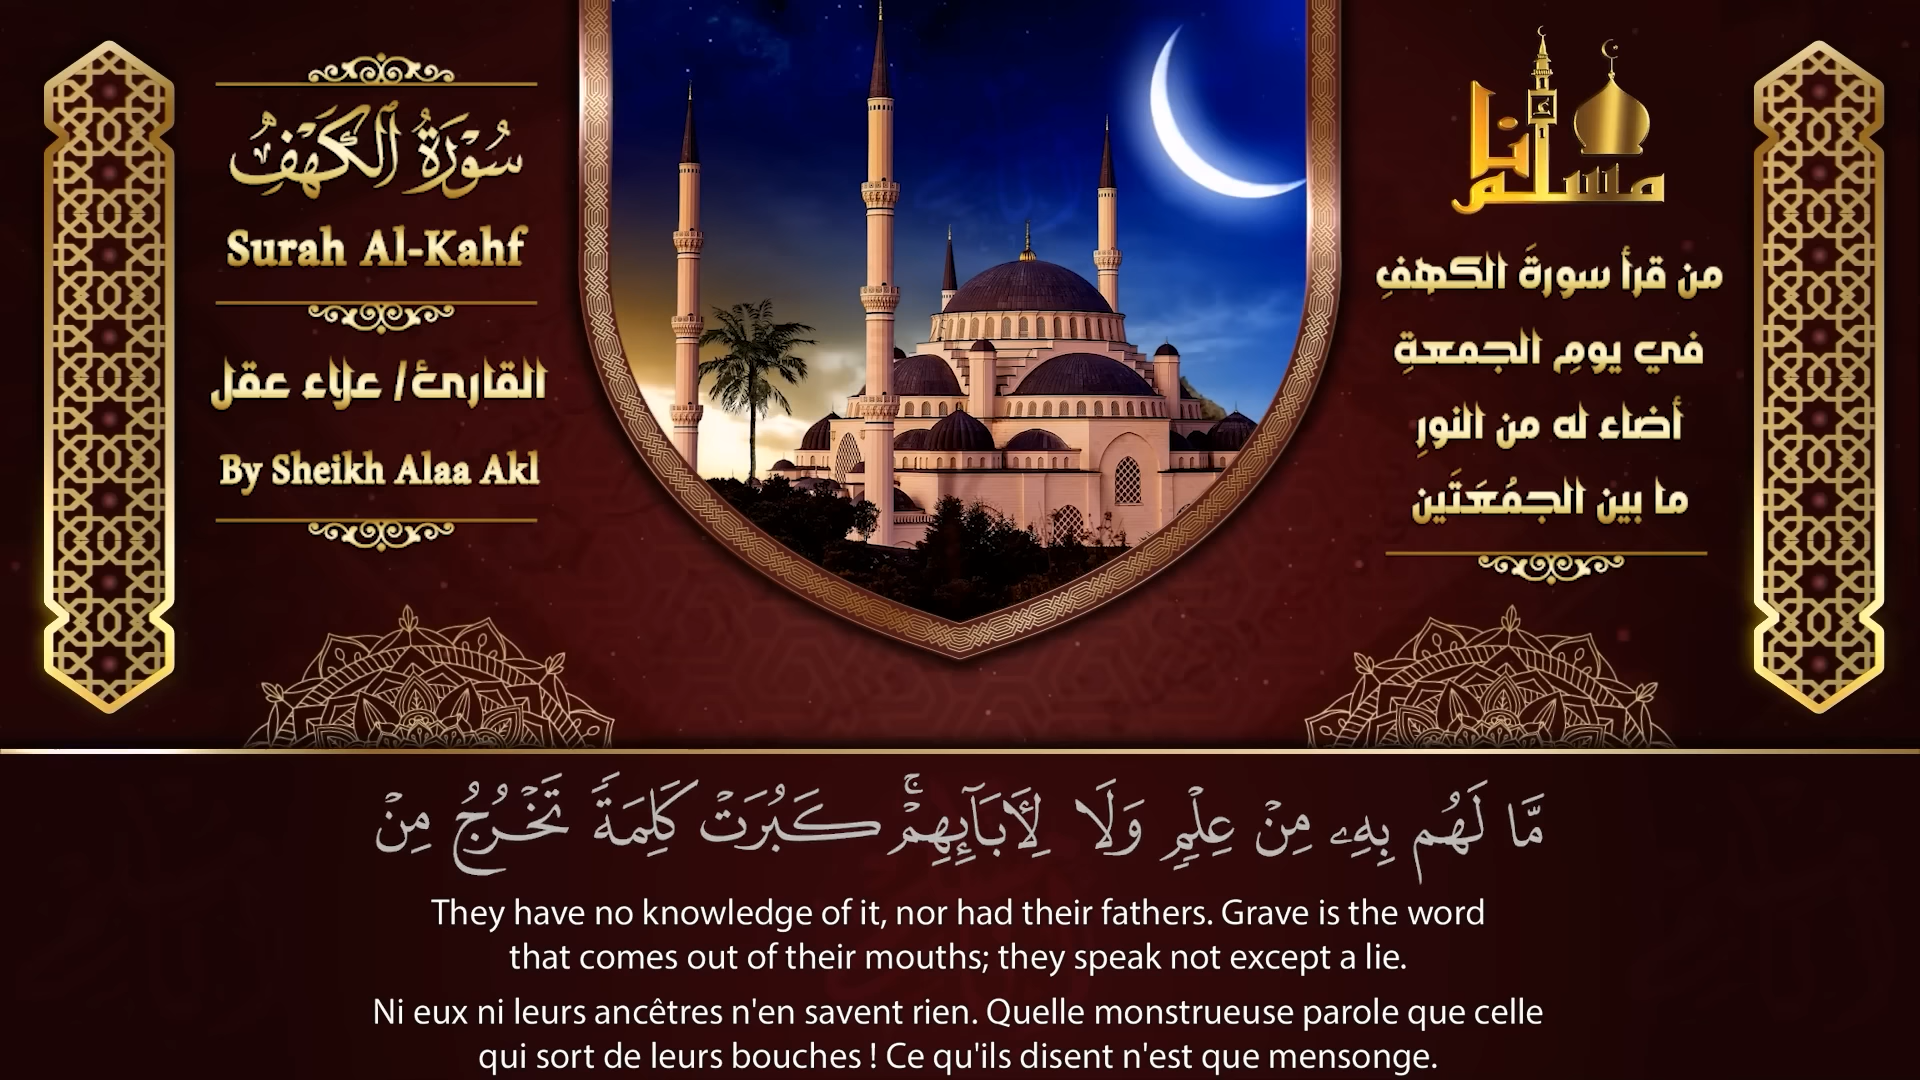 سُورَةُ الكَهْفِ
Surah Al-Kahf
القارئ/ علاء عقل
By Sheikh Alaa Akl
أنا مسلم
من قرأ سورةَ الكهفِ
في يومِ الجمعةِ
أضاء له من النورِ
ما بين الجمُعَتَين
مَّا لَهُم بِهِۦ مِنْ عِلْمٍ وَلَا لِأَبَآئِهِمْ ۚ كَبُرَتْ كَلِمَةً تَخْرُجُ مِنْ
They have no knowledge of it, nor had their fathers. Grave is the word
that comes out of their mouths; they speak not except a lie.
Ni eux ni leurs ancêtres n'en savent rien. Quelle monstrueuse parole que celle
qui sort de leurs bouches ! Ce qu'ils disent n'est que mensonge.